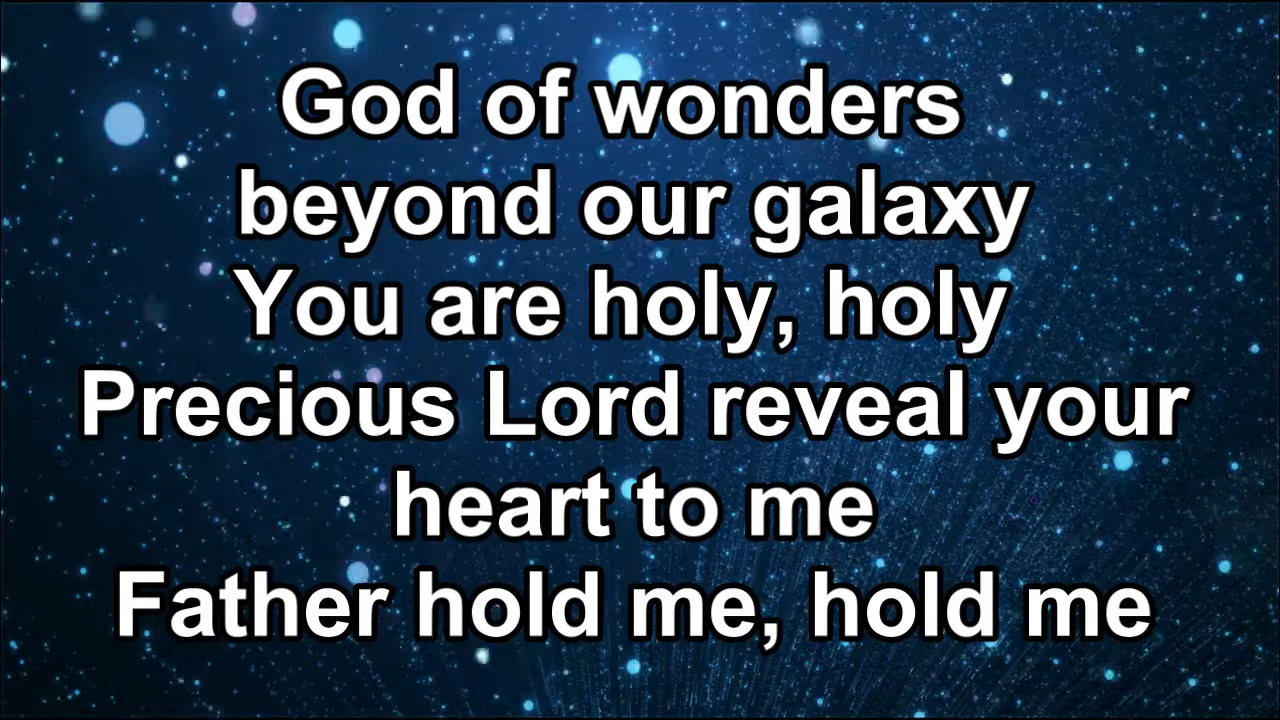 God of wonders
beyond our galaxy
You are holy, holy
Precious Lord reveal your
heart to me
Father hold me, hold me